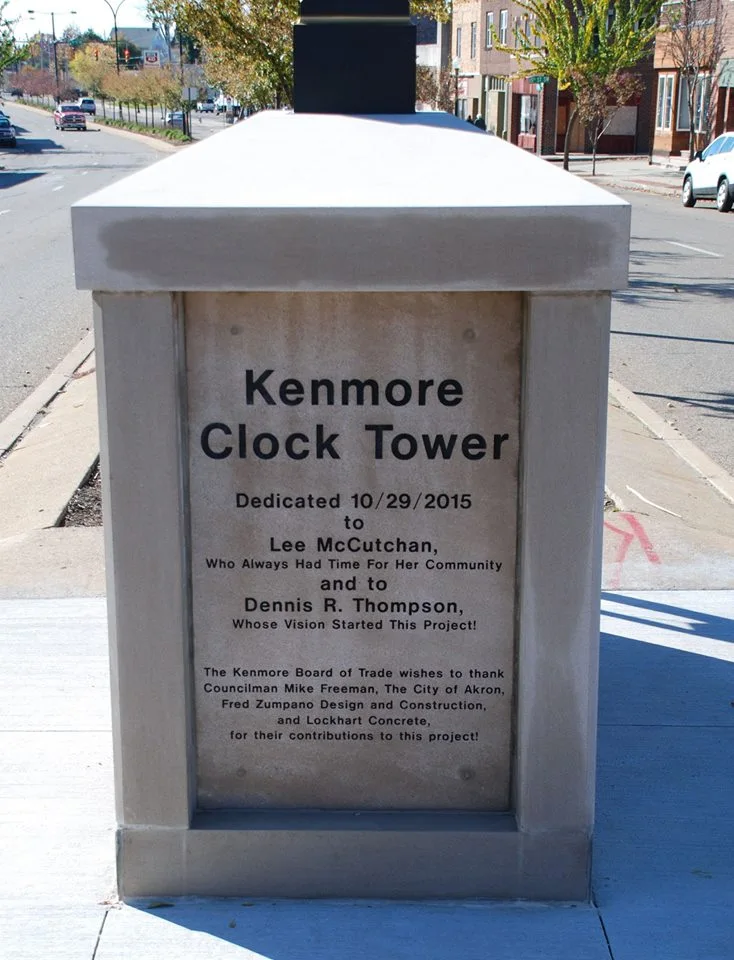 Kenmore
Clock Tower
Dedicated 10/29/2015
to
Lee McCutchan,
Who Always Had Time For Her Community
and to
Dennis R. Thompson,
Whose Vision Started This Project!
The Kenmore Board of Trade wishes to thank
Councilman Mike Freeman, The City of Akron,
Fred Zumpano Design and Construction,
and Lockhart Concrete,
for their contributions to this project!